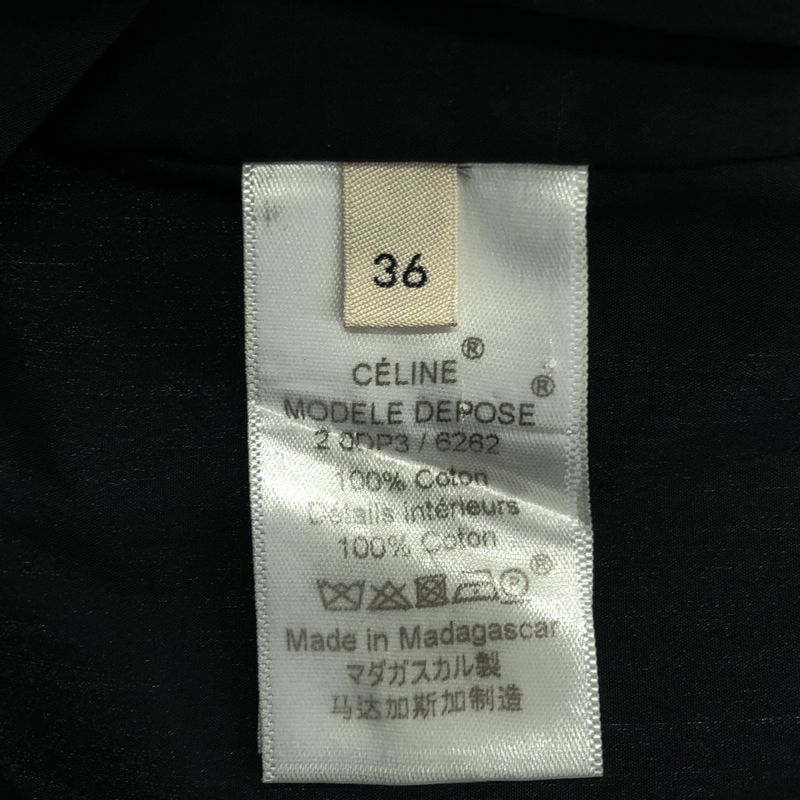 36
CÉLINE®
MODELE DEPOSE®
2 0DP3 / 6262
100% Coton
Détails intérieurs
100% Coton
P®
Made in Madagascar
マダガスカル製
马达加斯加制造